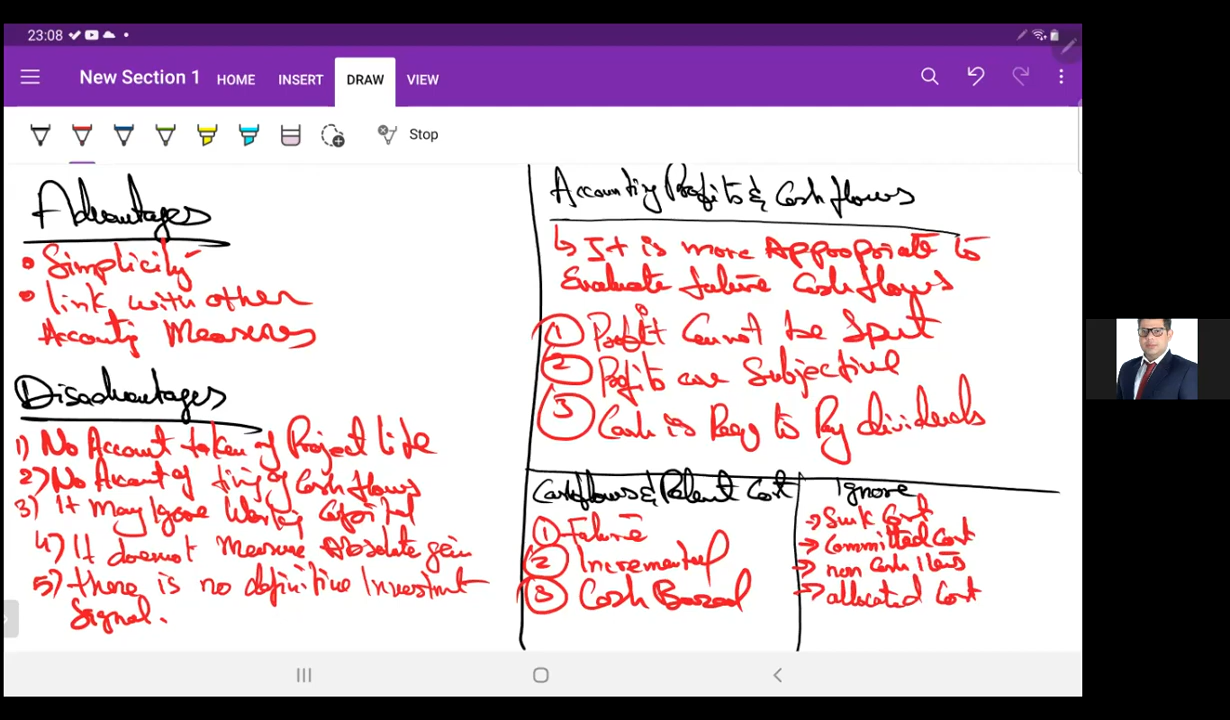 23:08
New Section 1 HOME INSERT DRAW VIEW
Stop
Advantages
• Simplicity
• link with other
Accounting Measures
Disadvantages
1) No Account taken of Project life
2) No Account of timing of Cash flows
3) It may Ignore Working Capital
4) It does not Measure Absolute gain
5) there is no definitive Investment
Signal.
Accounting Profits & Cash flows
↳ It is more Appropriate to
Evaluate future Cash flows
① Profit Cannot be Spent
② Profits are Subjective
③ Cash is Req to Pay dividends
Cashflows & Relevant Cost
① Future
② Incremental
③ Cash Based
Ignore
→ Sunk Cost
→ Committed Cost
→ non Cash Items
→ allocated Cost